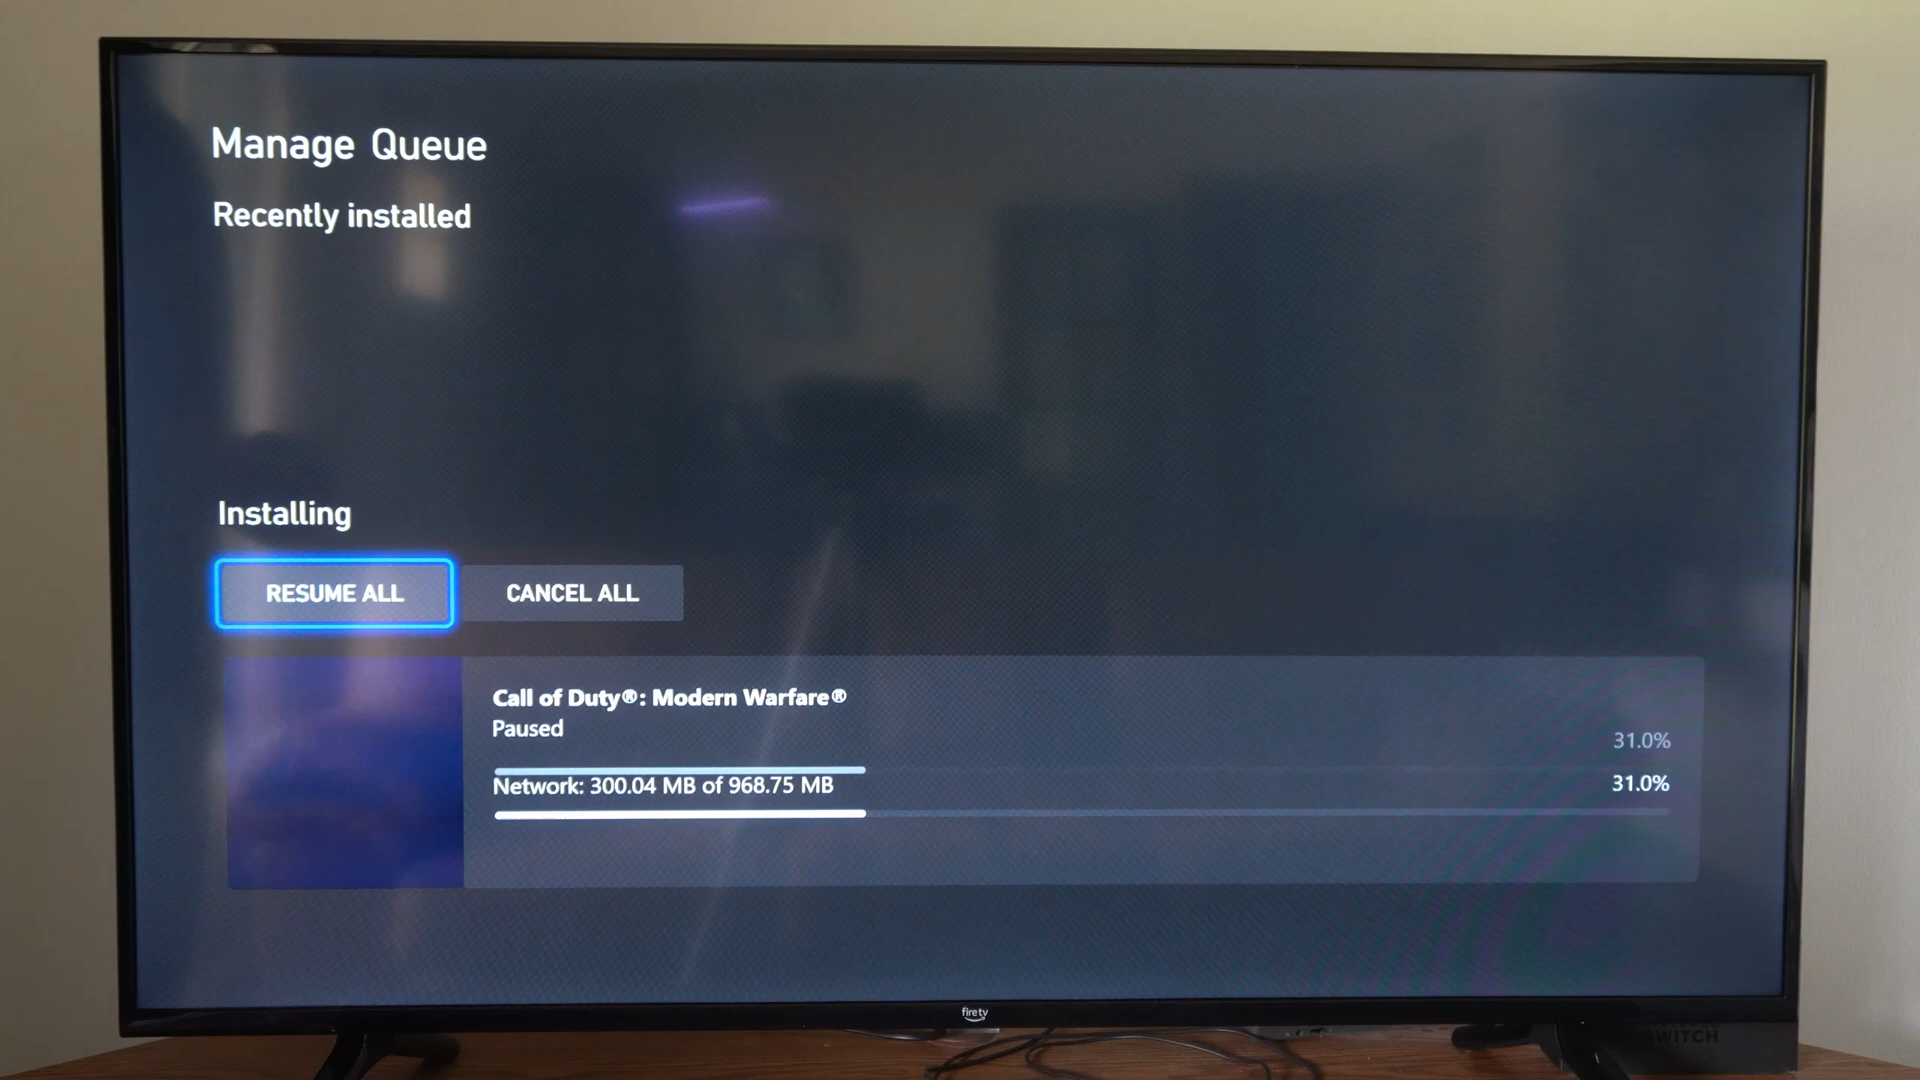 Manage Queue
Recently installed
Installing
RESUME ALL
CANCEL ALL
Call of Duty®: Modern Warfare®
Paused
31.0%
Network: 300.04 MB of 968.75 MB
31.0%
firetv
WITCH